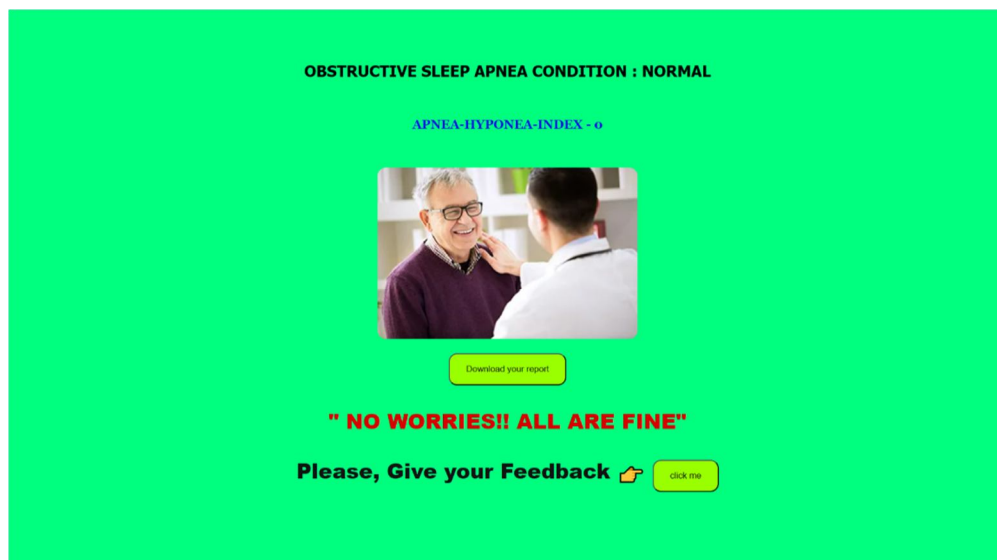 OBSTRUCTIVE SLEEP APNEA CONDITION : NORMAL
APNEA-HYPONEA-INDEX - 0
Download your report
" NO WORRIES!! ALL ARE FINE"
Please, Give your Feedback 👉 click me